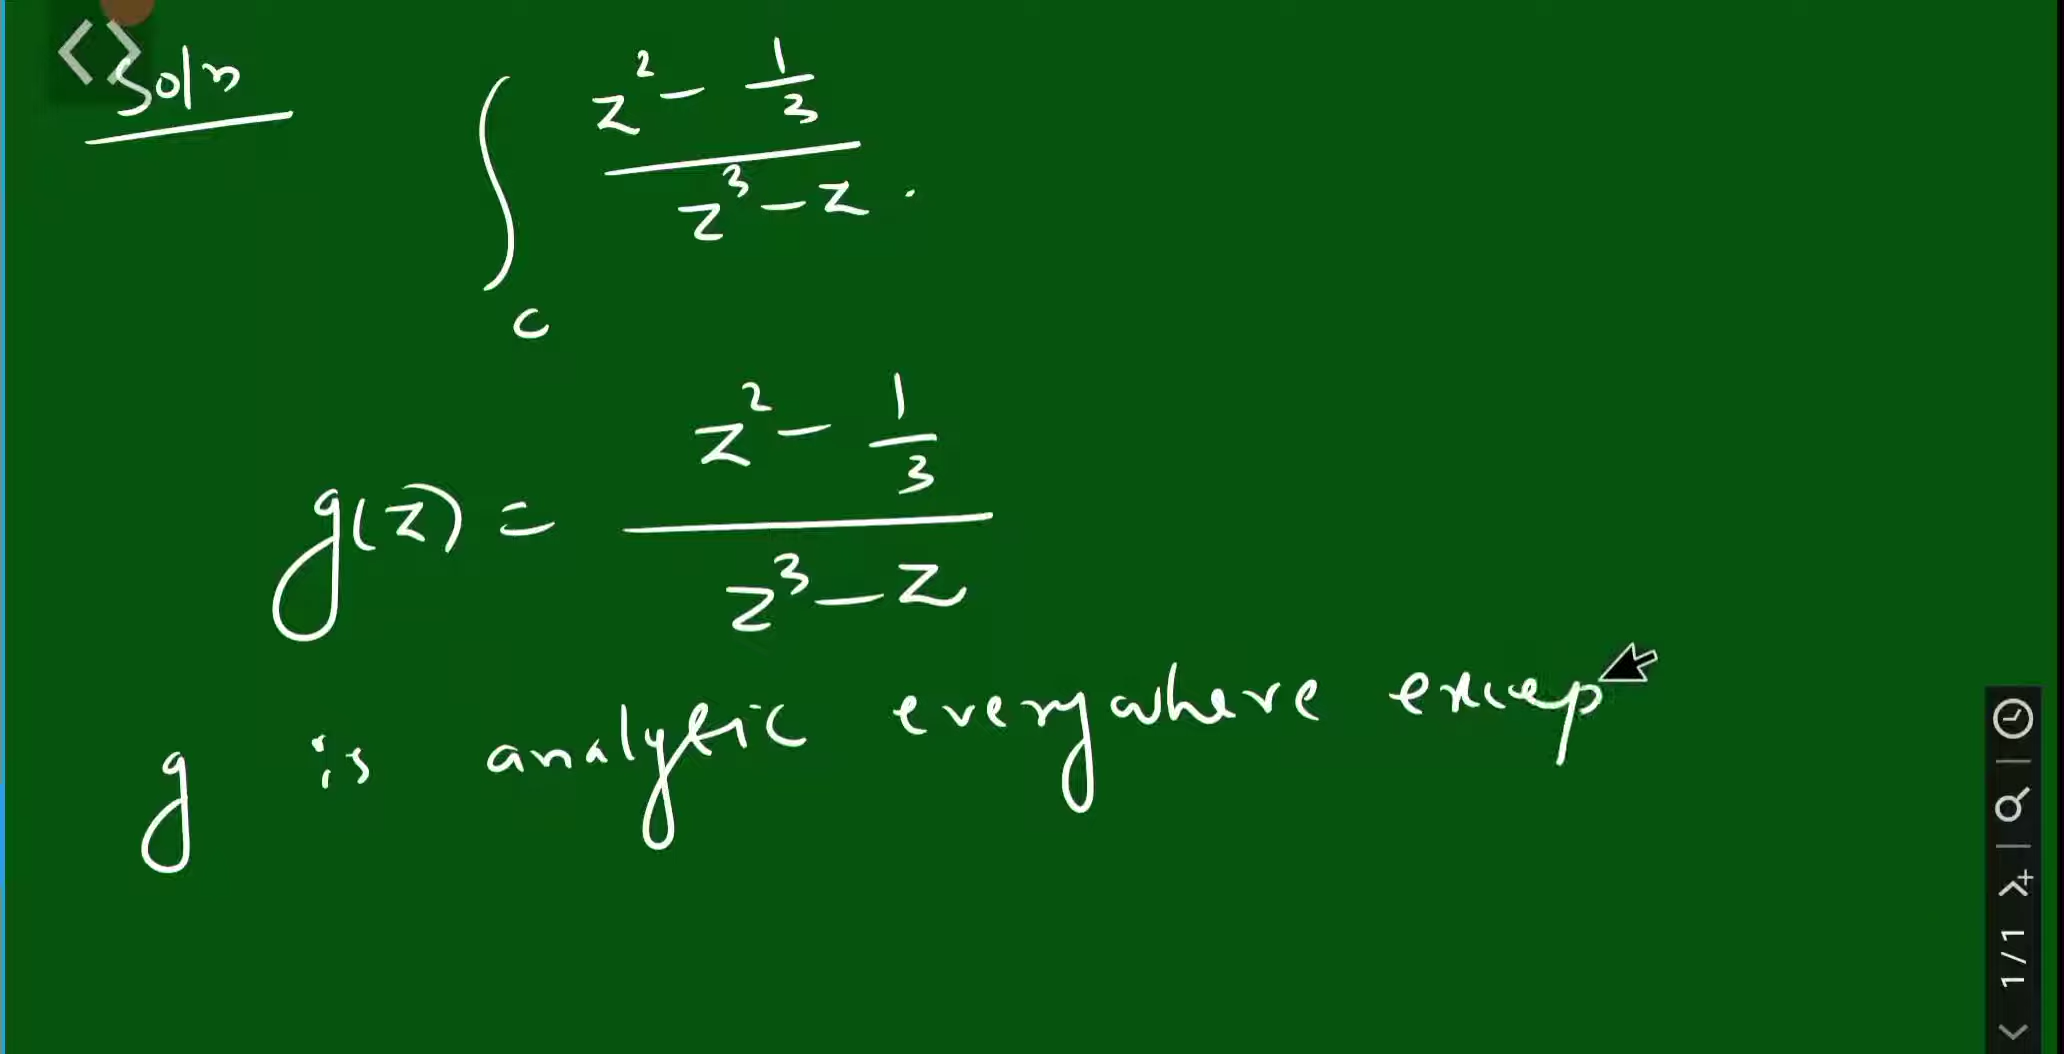 Soln
∫_C (z² - 1/3) / (z³ - z) .
g(z) = (z² - 1/3) / (z³ - z)
g is analytic everywhere excep
1/1